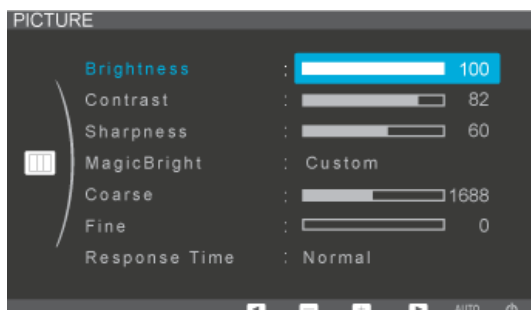 PICTURE
Brightness : 100
Contrast : 82
Sharpness : 60
MagicBright : Custom
Coarse : 1688
Fine : 0
Response Time : Normal
AUTO